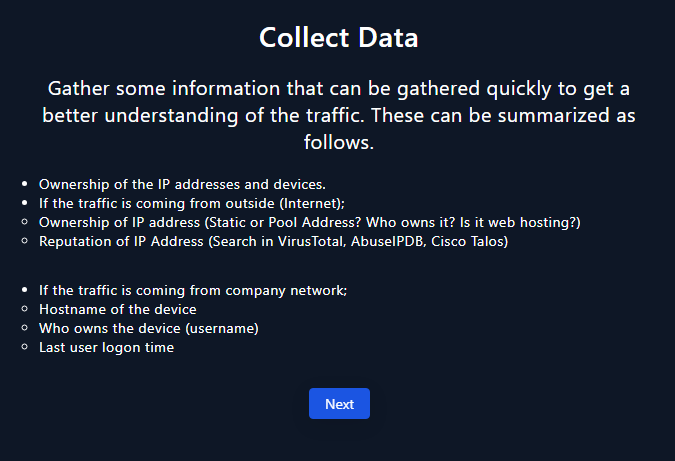 Collect Data
Gather some information that can be gathered quickly to get a
better understanding of the traffic. These can be summarized as
follows.
Ownership of the IP addresses and devices.
If the traffic is coming from outside (Internet);
Ownership of IP address (Static or Pool Address? Who owns it? Is it web hosting?)
Reputation of IP Address (Search in VirusTotal, AbuseIPDB, Cisco Talos)
If the traffic is coming from company network;
Hostname of the device
Who owns the device (username)
Last user logon time
Next